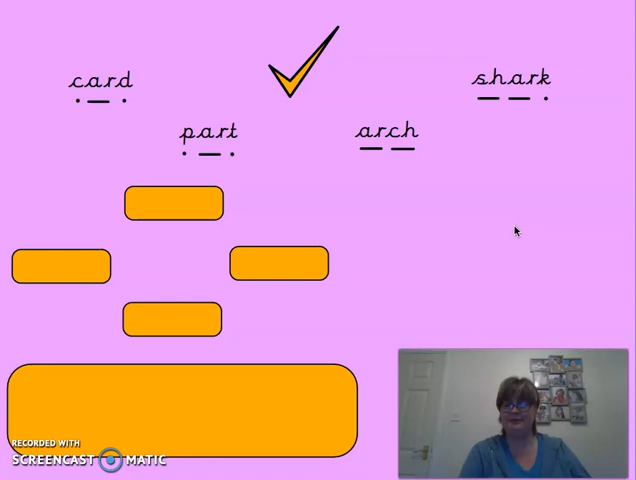 card
shark
part
arch
RECORDED WITH
SCREENCAST MATIC